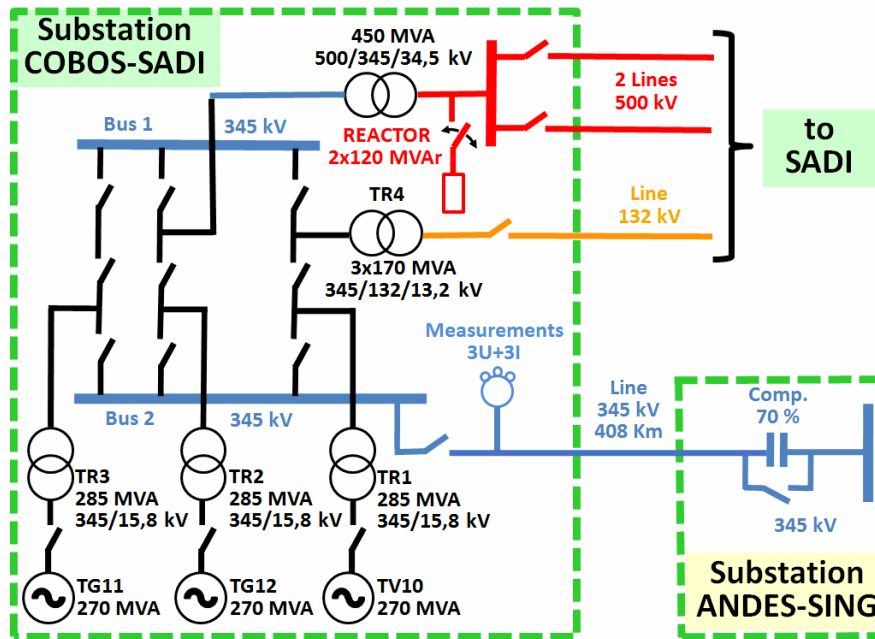 Substation
COBOS-SADI
450 MVA
500/345/34,5 kV
2 Lines
500 kV
Bus 1
345 kV
REACTOR
2x120 MVAr
to
SADI
TR4
Line
132 kV
3x170 MVA
345/132/13,2 kV
Measurements
3U+3I
Bus 2
345 kV
Line
345 kV
408 Km
Comp.
70 %
TR3
285 MVA
345/15,8 kV
TR2
285 MVA
345/15,8 kV
TR1
285 MVA
345/15,8 kV
345 kV
TG11
270 MVA
TG12
270 MVA
TV10
270 MVA
Substation
ANDES-SING